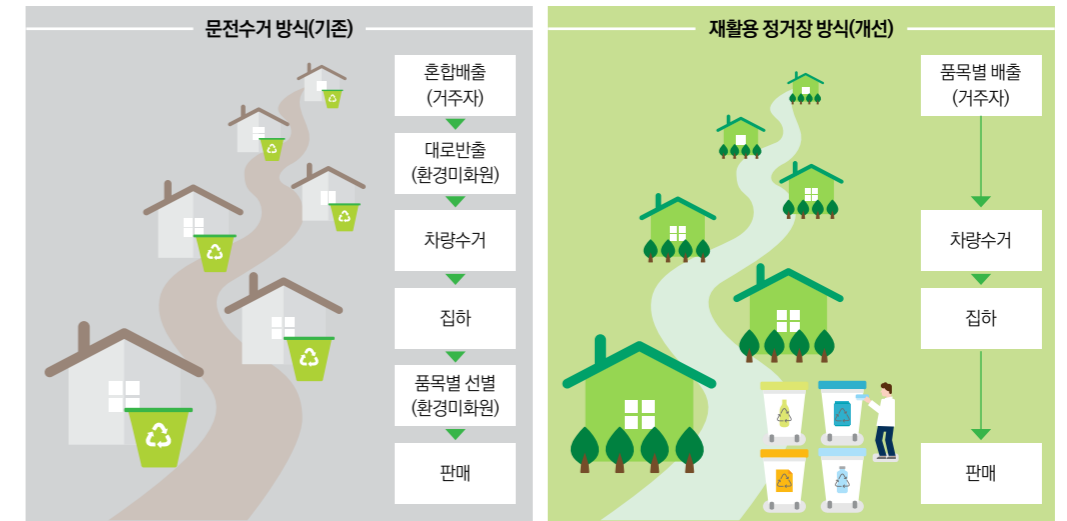 문전수거 방식(기존)
혼합배출
(거주자)
대로반출
(환경미화원)
차량수거
집하
품목별 선별
(환경미화원)
판매
재활용 정거장 방식(개선)
품목별 배출
(거주자)
차량수거
집하
판매